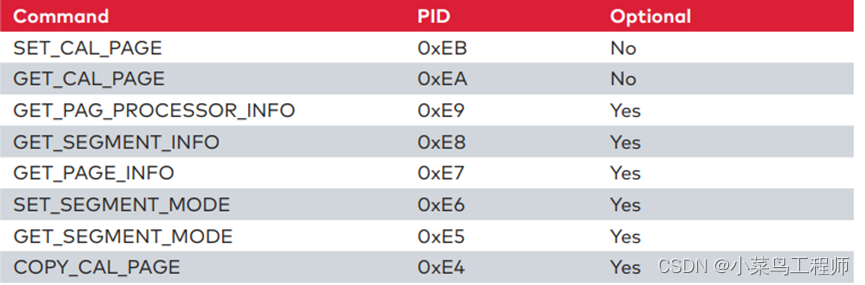 Command PID Optional
SET_CAL_PAGE 0xEB No
GET_CAL_PAGE 0xEA No
GET_PAG_PROCESSOR_INFO 0xE9 Yes
GET_SEGMENT_INFO 0xE8 Yes
GET_PAGE_INFO 0xE7 Yes
SET_SEGMENT_MODE 0xE6 Yes
GET_SEGMENT_MODE 0xE5 Yes
COPY_CAL_PAGE 0xE4 Yes CSDN @小菜鸟工程师